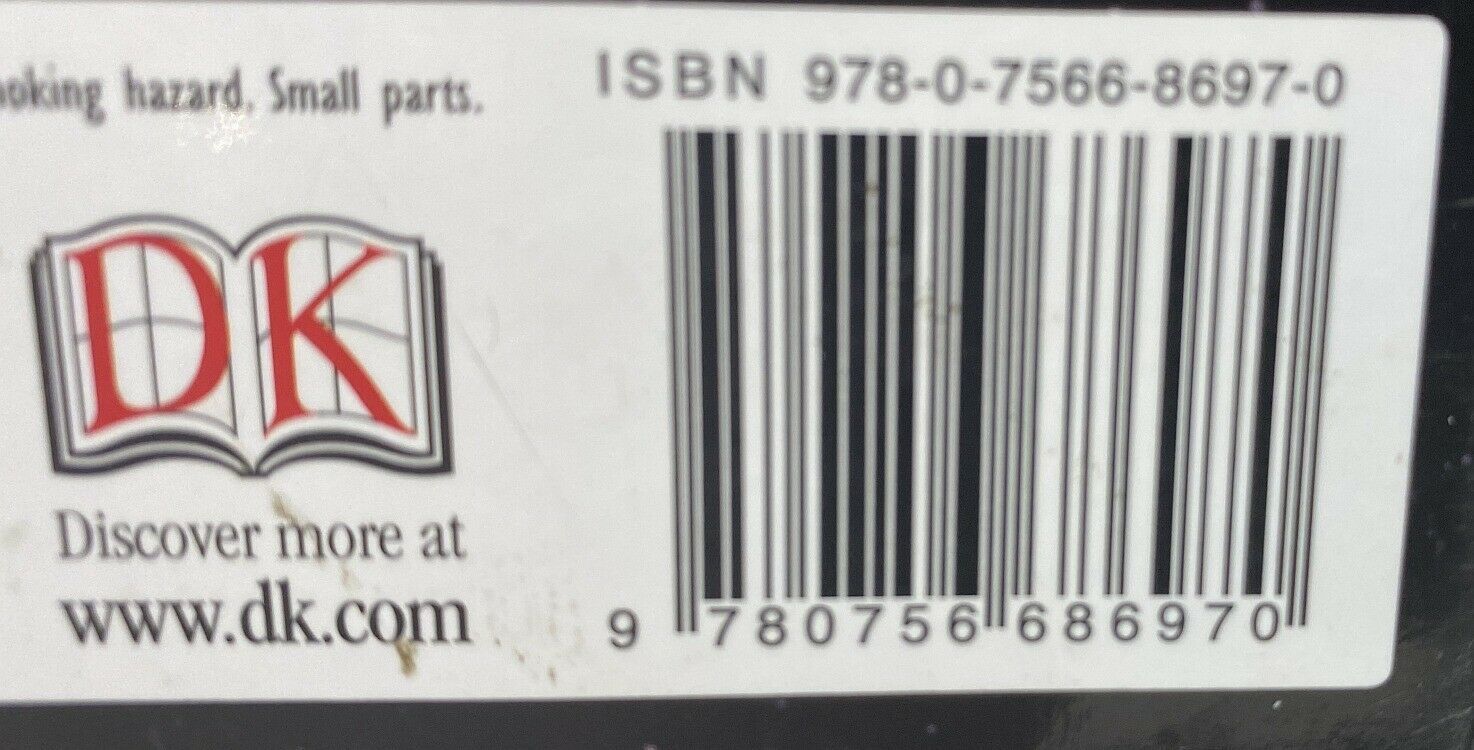 hazard. Small parts.
ISBN 978-0-7566-8697-0
DK
Discover more at
www.dk.com
9 780756 686970